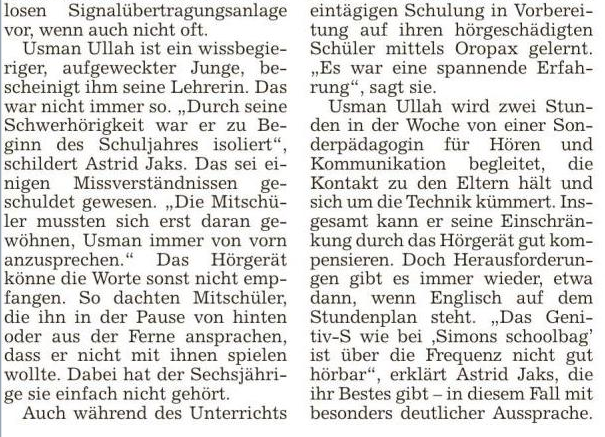 losen Signalübertragungsanlage
vor, wenn auch nicht oft.
Usman Ullah ist ein wissbegie-
riger, aufgeweckter Junge, be-
scheinigt ihm seine Lehrerin. Das
war nicht immer so. „Durch seine
Schwerhörigkeit war er zu Be-
ginn des Schuljahres isoliert“,
schildert Astrid Jaks. Das sei ei-
nigen Missverständnissen ge-
schuldet gewesen. „Die Mitschü-
ler mussten sich erst daran ge-
wöhnen, Usman immer von vorn
anzusprechen.“ Das Hörgerät
könne die Worte sonst nicht emp-
fangen. So dachten Mitschüler,
die ihn in der Pause von hinten
oder aus der Ferne ansprachen,
dass er nicht mit ihnen spielen
wollte. Dabei hat der Sechsjähri-
ge sie einfach nicht gehört.
Auch während des Unterrichts
eintägigen Schulung in Vorberei-
tung auf ihren hörgeschädigten
Schüler mittels Oropax gelernt.
„Es war eine spannende Erfah-
rung“, sagt sie.
Usman Ullah wird zwei Stun-
den in der Woche von einer Son-
derpädagogin für Hören und
Kommunikation begleitet, die
Kontakt zu den Eltern hält und
sich um die Technik kümmert. Ins-
gesamt kann er seine Einschrän-
kung durch das Hörgerät gut kom-
pensieren. Doch Herausforderun-
gen gibt es immer wieder, etwa
dann, wenn Englisch auf dem
Stundenplan steht. „Das Geni-
tiv-S wie bei ‚Simons schoolbag’
ist über die Frequenz nicht gut
hörbar“, erklärt Astrid Jaks, die
ihr Bestes gibt – in diesem Fall mit
besonders deutlicher Aussprache.